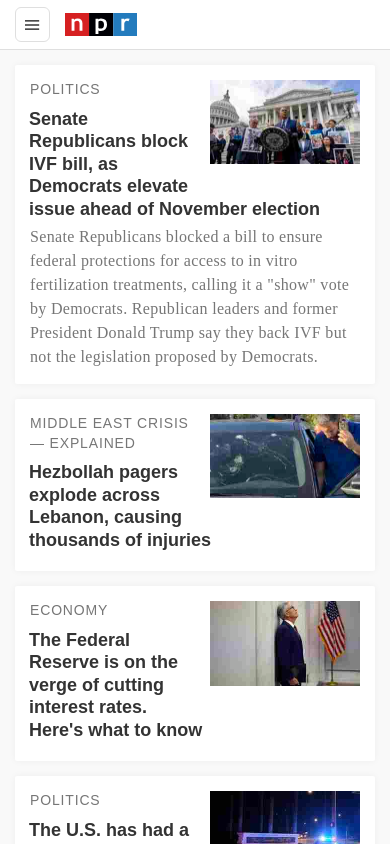 npr
POLITICS
Senate
Republicans block
IVF bill, as
Democrats elevate
issue ahead of November election
Senate Republicans blocked a bill to ensure
federal protections for access to in vitro
fertilization treatments, calling it a "show" vote
by Democrats. Republican leaders and former
President Donald Trump say they back IVF but
not the legislation proposed by Democrats.
MIDDLE EAST CRISIS
— EXPLAINED
Hezbollah pagers
explode across
Lebanon, causing
thousands of injuries
ECONOMY
The Federal
Reserve is on the
verge of cutting
interest rates.
Here's what to know
POLITICS
The U.S. has had a